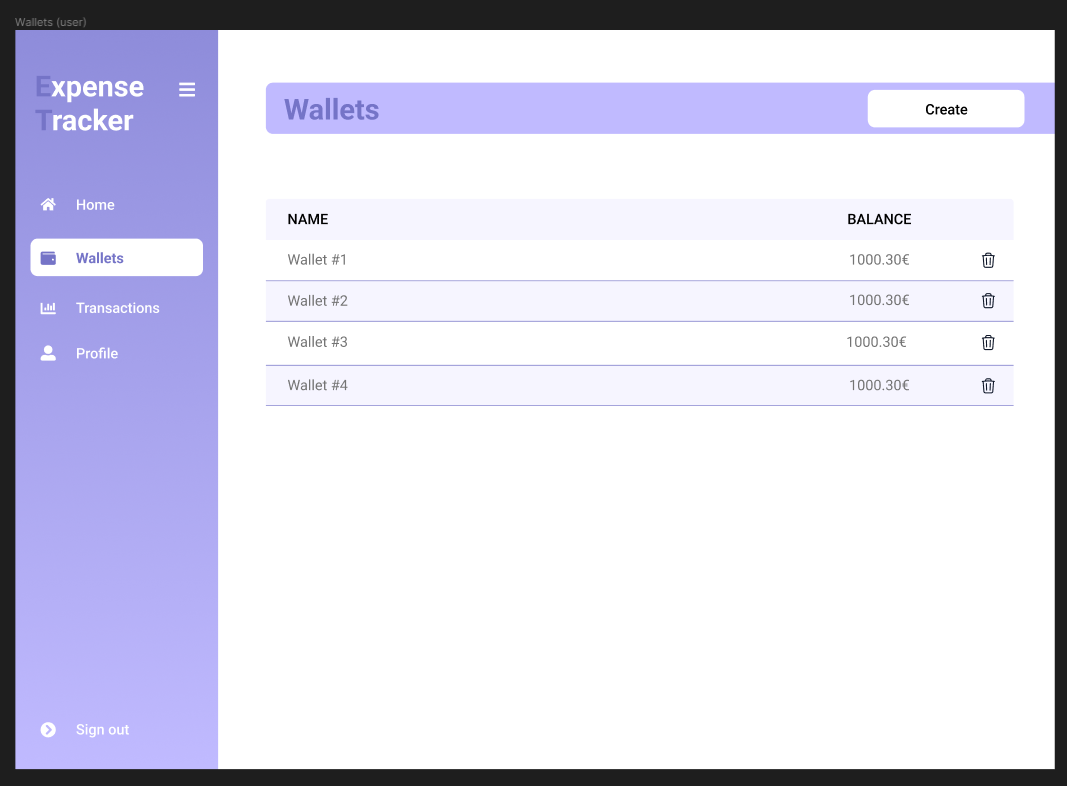 Wallets (user)
Expense
Tracker
Home
Wallets
Transactions
Profile
Sign out
Wallets
Create
NAME BALANCE
Wallet #1 1000.30€
Wallet #2 1000.30€
Wallet #3 1000.30€
Wallet #4 1000.30€